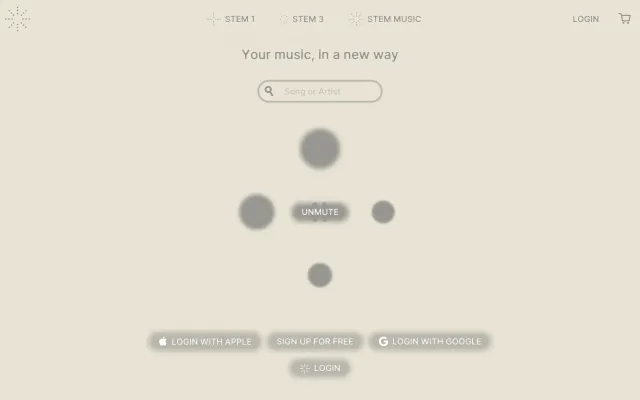 STEM 1 STEM 3 STEM MUSIC LOGIN
Your music, in a new way
Song or Artist
UNMUTE
LOGIN WITH APPLE SIGN UP FOR FREE LOGIN WITH GOOGLE
LOGIN